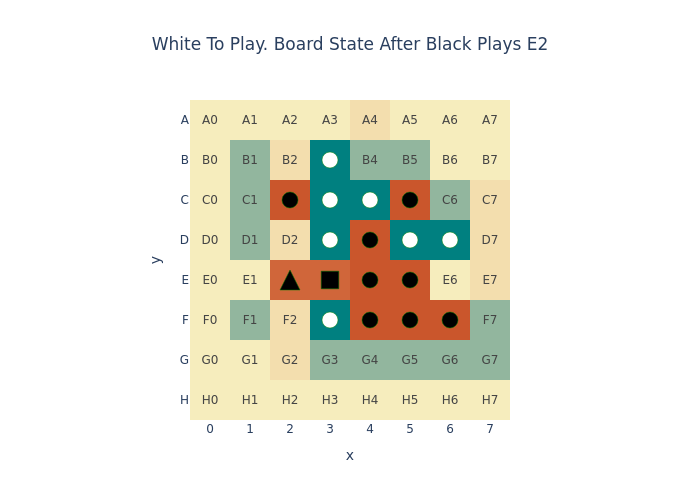 White To Play. Board State After Black Plays E2
A A0 A1 A2 A3 A4 A5 A6 A7
B B0 B1 B2 B4 B5 B6 B7
C C0 C1 C6 C7
D D0 D1 D2 D7
E E0 E1 E6 E7
F F0 F1 F2 F7
G G0 G1 G2 G3 G4 G5 G6 G7
H H0 H1 H2 H3 H4 H5 H6 H7
0 1 2 3 4 5 6 7
x
y